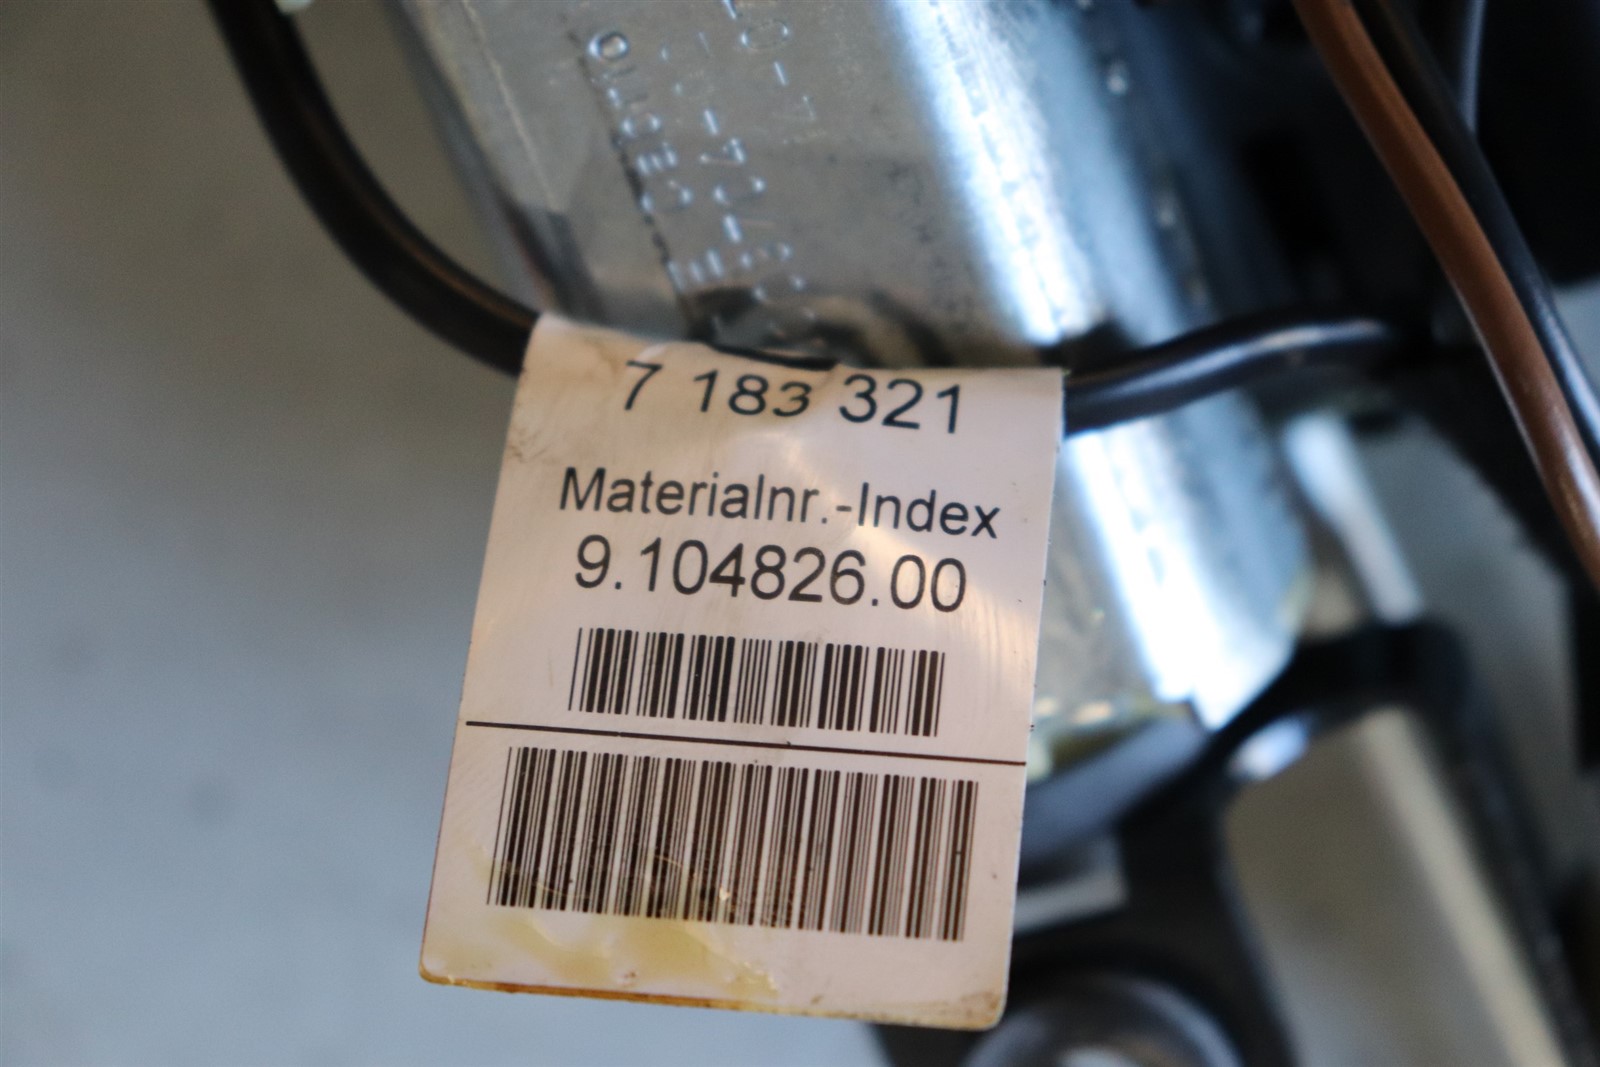 7 183 321
Materialnr.-Index
9.104826.00